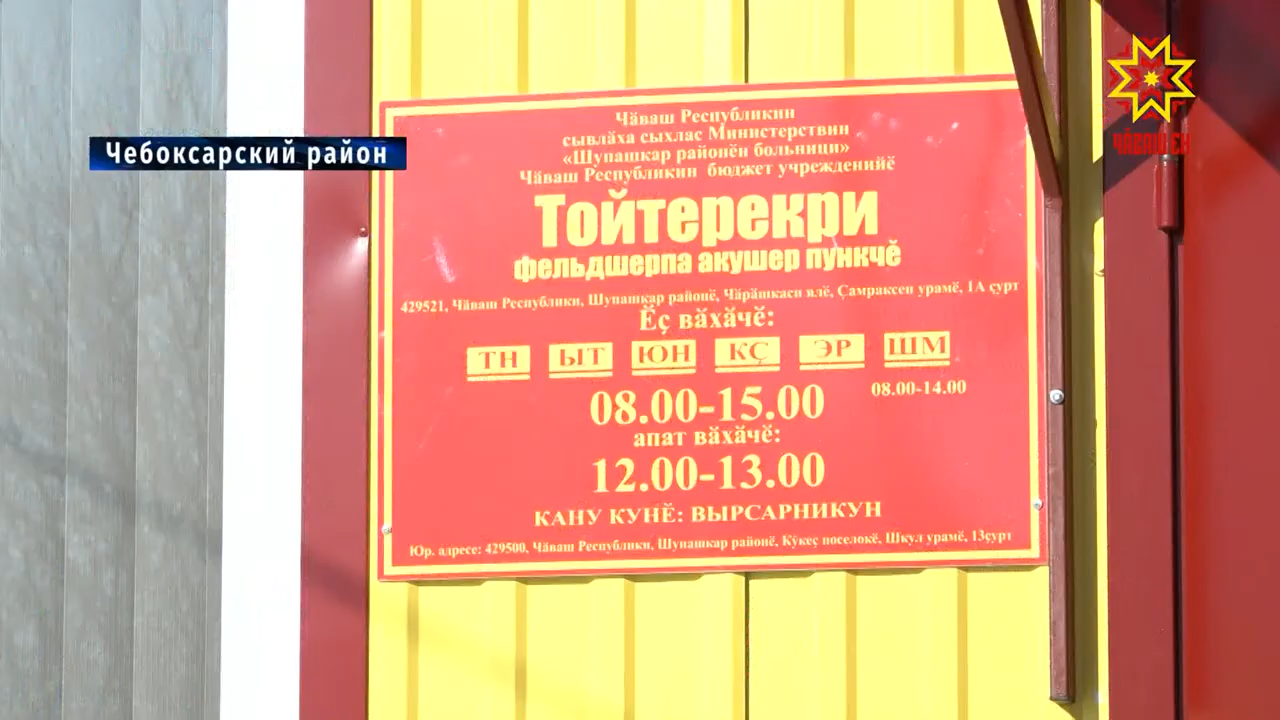 Чебоксарский район
ЧӐВАШ ЕН
Чӑваш Республикин
сывлӑха сыхлас Министерствин
«Шупашкар районӗн больници»
Чӑваш Республикин бюджет учрежденийӗ
Тойтерекри
фельдшерпа акушер пункчӗ
429521, Чӑваш Республики, Шупашкар районӗ, Чӑрӑшкаси ялӗ, Ҫамраксен урамӗ, 1А ҫурт
Ӗҫ вӑхӑчӗ:
ТН ЫТ ЮН КҪ ЭР ШМ
08.00-15.00 08.00-14.00
апат вӑхӑчӗ:
12.00-13.00
КАНУ КУНӖ: ВЫРСАРНИКУН
Юр. адресе: 429500, Чӑваш Республики, Шупашкар районӗ, Кӳкеҫ поселокӗ, Шкул урамӗ, 13ҫурт